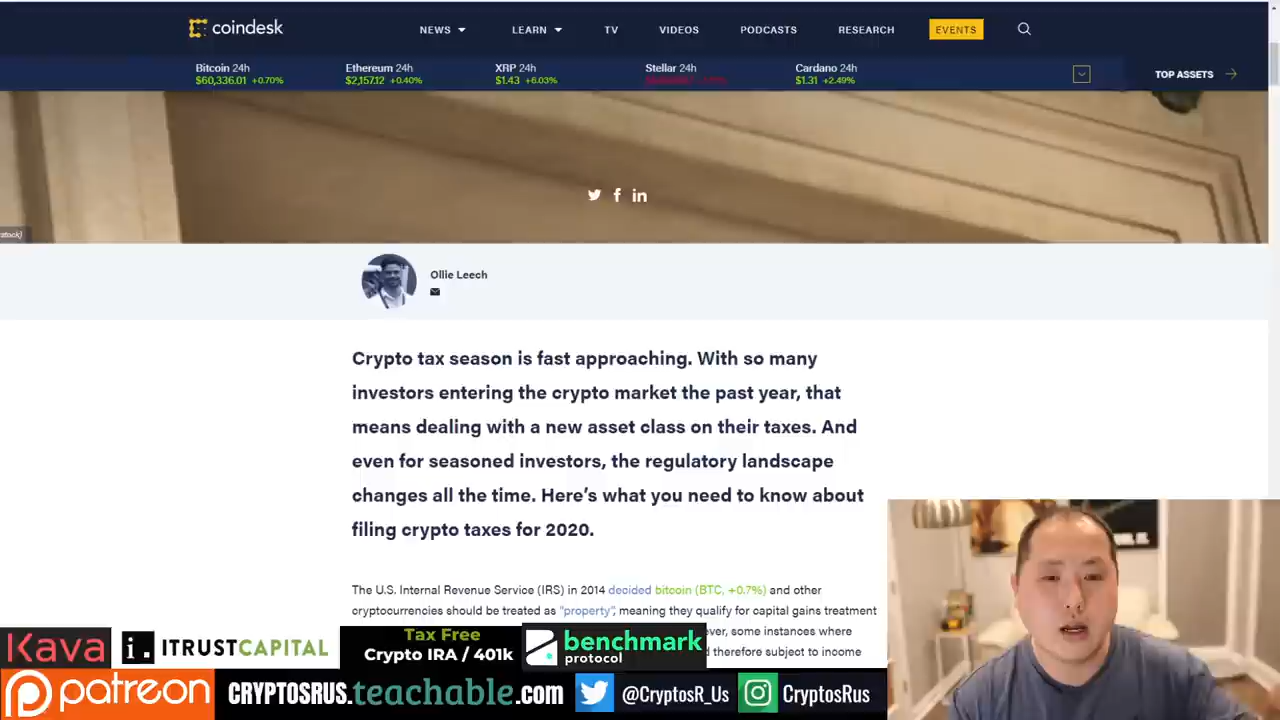 coindesk
NEWS
LEARN
TV
VIDEOS
PODCASTS
RESEARCH
EVENTS
Bitcoin 24h
$60,336.01 +0.70%
Ethereum 24h
$2,157.12 +0.40%
XRP 24h
$1.43 +6.03%
Stellar 24h
Cardano 24h
$1.31 +2.49%
TOP ASSETS
Ollie Leech
Crypto tax season is fast approaching. With so many
investors entering the crypto market the past year, that
means dealing with a new asset class on their taxes. And
even for seasoned investors, the regulatory landscape
changes all the time. Here’s what you need to know about
filing crypto taxes for 2020.
The U.S. Internal Revenue Service (IRS) in 2014 decided bitcoin (BTC, +0.7%) and other
cryptocurrencies should be treated as “property”, meaning they qualify for capital gains treatment
some instances where
therefore subject to income
Kava
i. ITRUSTCAPITAL
Tax Free
Crypto IRA / 401k
benchmark
protocol
patreon
CRYPTOSRUS.teachable.com
@CryptosR_Us
CryptosRus